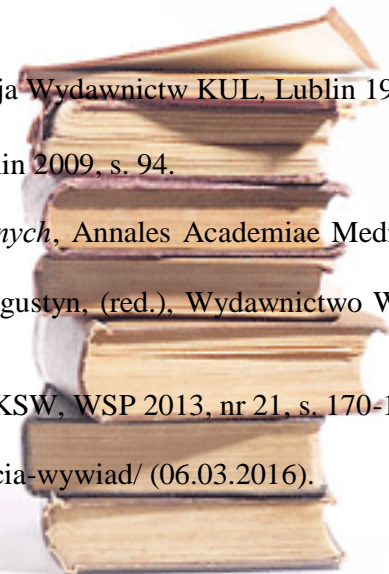 ja Wydawnictw KUL, Lublin 19
in 2009, s. 94.
nych, Annales Academiae Medi
gustyn, (red.), Wydawnictwo W
KSW, WSP 2013, nr 21, s. 170-1
cia-wywiad/ (06.03.2016).